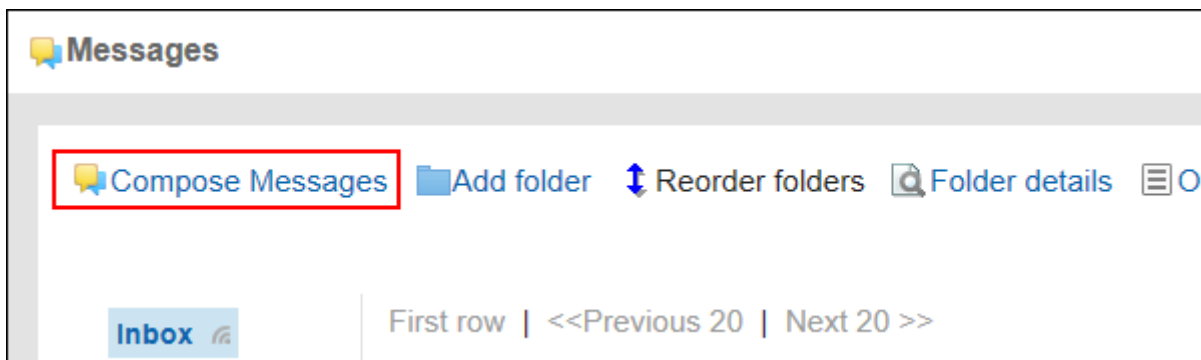 Messages
Compose Messages Add folder Reorder folders Folder details O
Inbox First row | <<Previous 20 | Next 20 >>